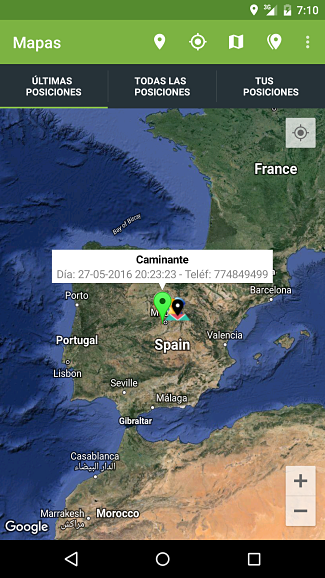 3G 7:10
Mapas
ÚLTIMAS
POSICIONES
TODAS LAS
POSICIONES
TUS
POSICIONES
France
Bay of Biscay
Caminante
Día: 27-05-2016 20:23:23 - Teléf: 774849499
Porto
Barcelona
M
Portugal
Spain
Valencia
Lisbon
Seville
Málaga
Gibraltar
Casablanca
الدار البيضاء
Marrakesh
مراكش
Morocco
Google
+
−